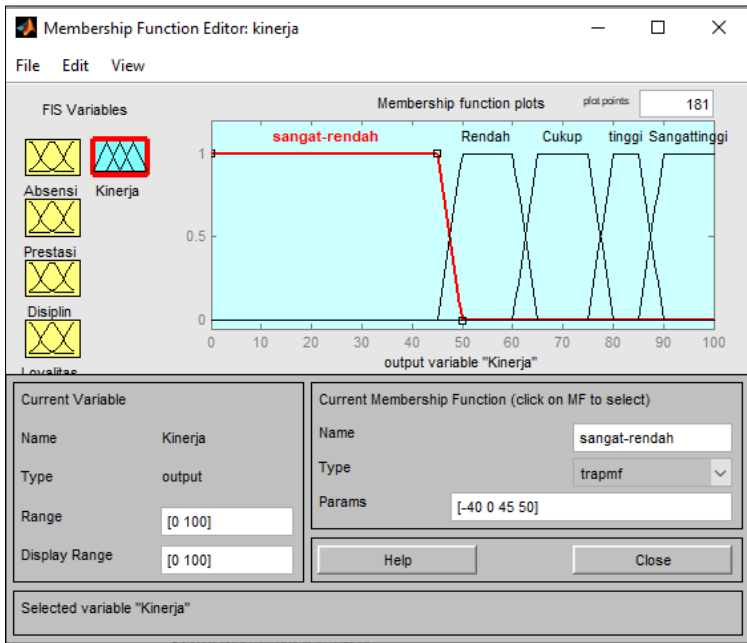 Membership Function Editor: kinerja
File Edit View
FIS Variables
Membership function plots
plot points:
181
Absensi
Kinerja
Prestasi
Disiplin
Loyalitas
sangat-rendah Rendah Cukup tinggi Sangattinggi
1
0.5
0
0 10 20 30 40 50 60 70 80 90 100
output variable "Kinerja"
Current Variable
Name Kinerja
Type output
Range [0 100]
Display Range [0 100]
Current Membership Function (click on MF to select)
Name sangat-rendah
Type trapmf
Params [-40 0 45 50]
Help Close
Selected variable "Kinerja"